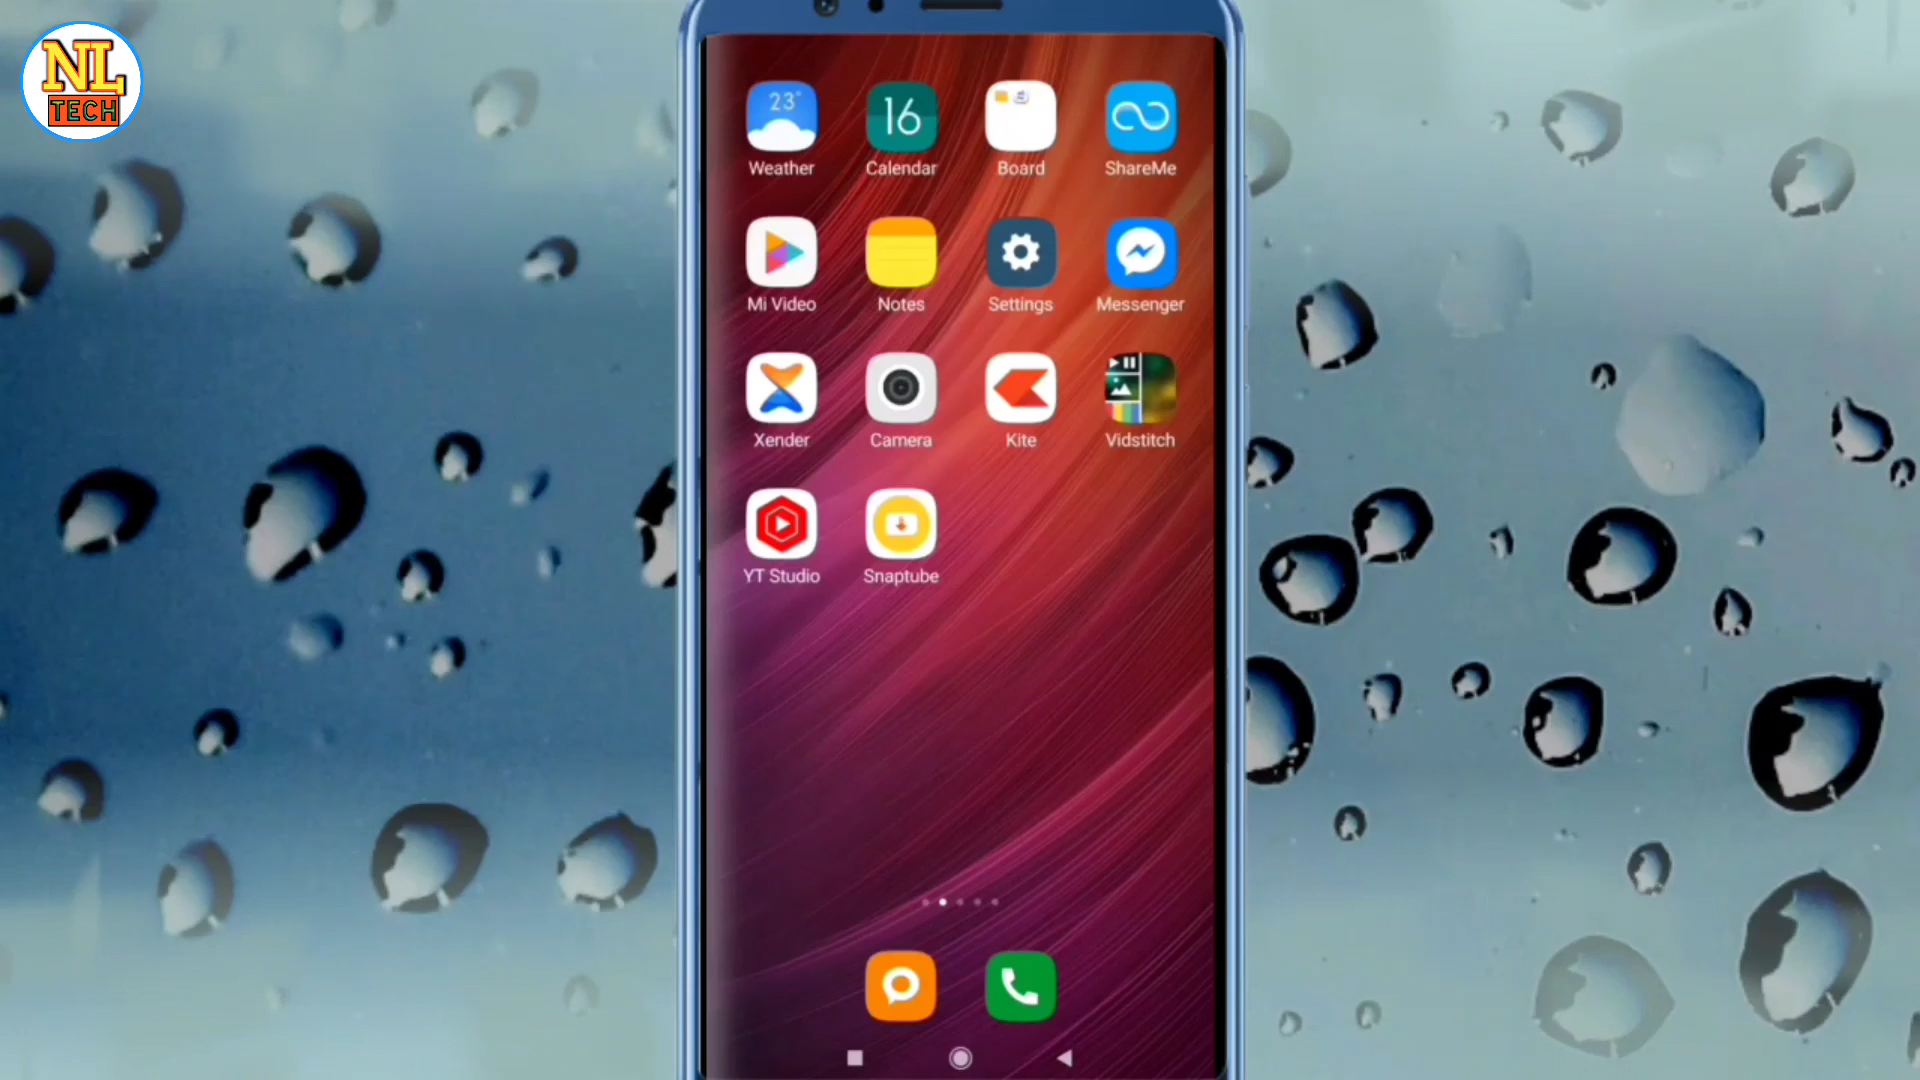 NL
TECH
23°
16
Weather
Calendar
Board
ShareMe
Mi Video
Notes
Settings
Messenger
Xender
Camera
Kite
Vidstitch
YT Studio
Snaptube